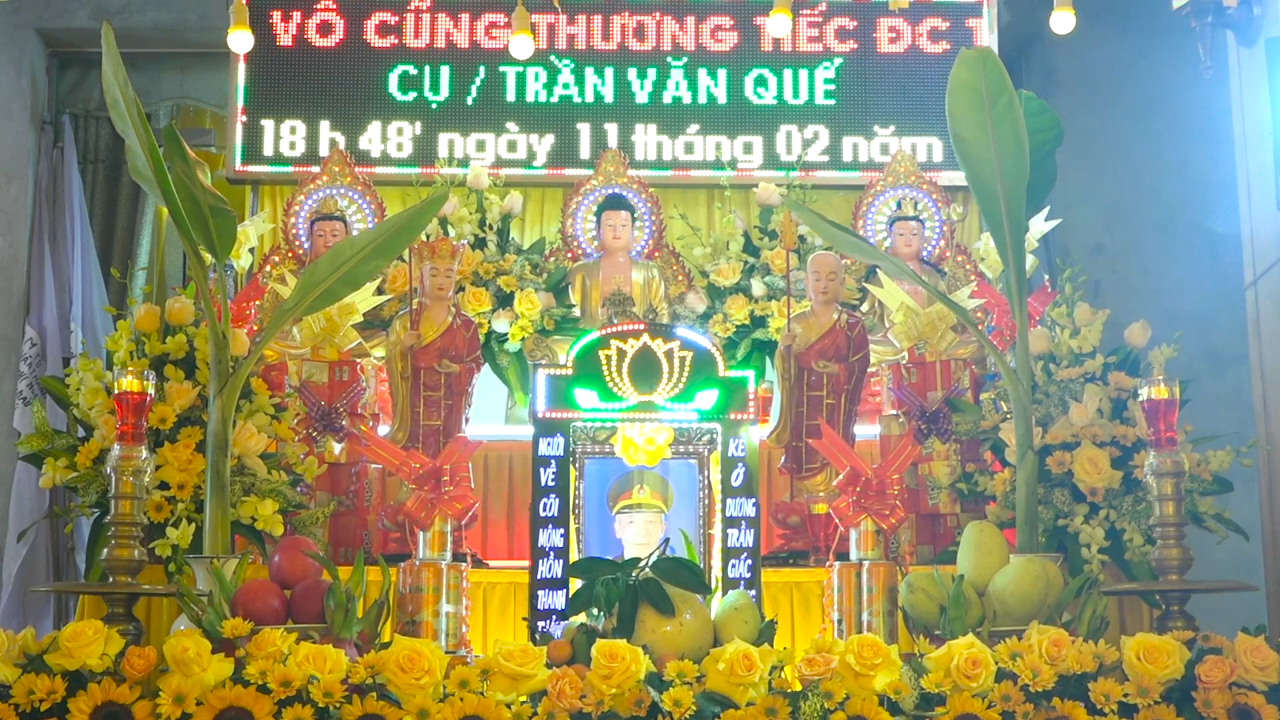 VÔ CÙNG THƯƠNG TIẾC ĐC
CỤ / TRẦN VĂN QUẾ
18 h 48' ngày 11 tháng 02 năm
NGƯỜI
VỀ
CÕI
MỘNG
HỒN
THANH
KẺ
Ở
DƯƠNG
TRẦN
GIẤC